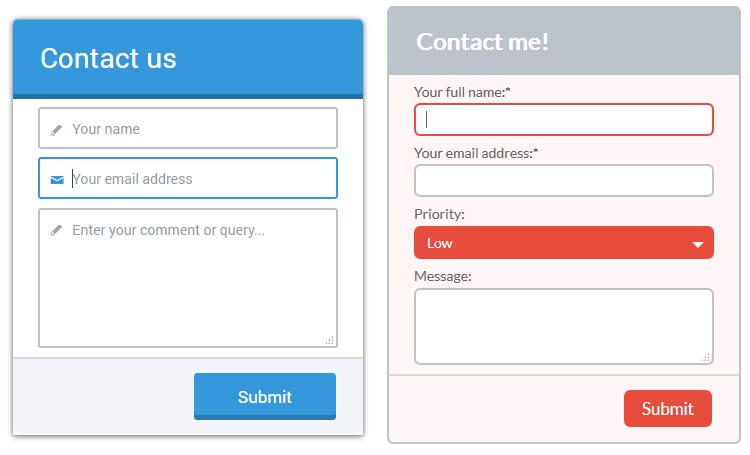 Contact us
Your name
Your email address
Enter your comment or query...
Submit
Contact me!
Your full name:*
Your email address:*
Priority:
Low
Message:
Submit